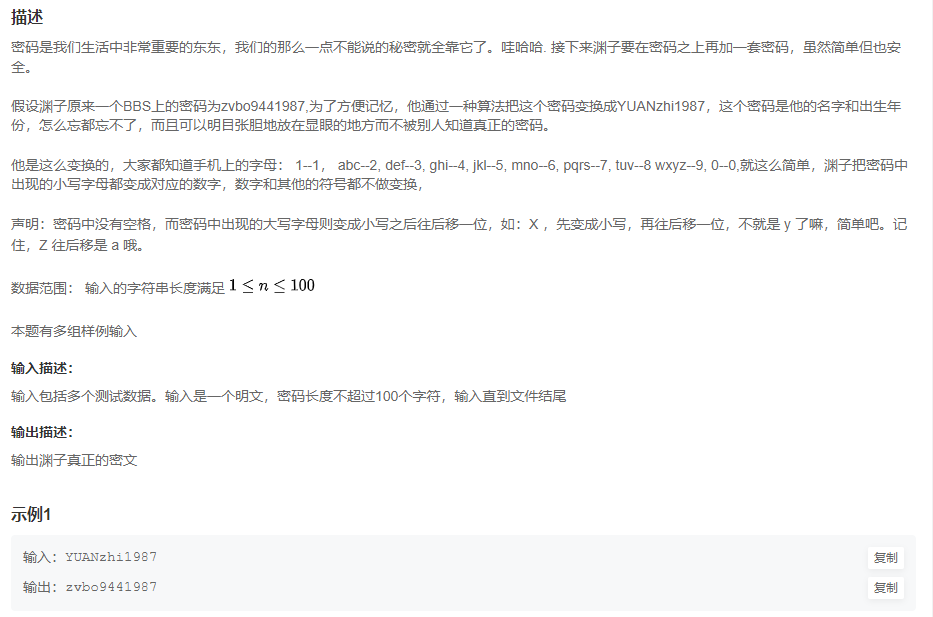 描述
密码是我们生活中非常重要的东东，我们的那么一点不能说的秘密就全靠它了。哇哈哈. 接下来渊子要在密码之上再加一套密码，虽然简单但也安
全。
假设渊子原来一个BBS上的密码为zvbo9441987,为了方便记忆，他通过一种算法把这个密码变换成YUANzhi1987，这个密码是他的名字和出生年
份，怎么忘都忘不了，而且可以明目张胆地放在显眼的地方而不被别人知道真正的密码。
他是这么变换的，大家都知道手机上的字母： 1--1， abc--2, def--3, ghi--4, jkl--5, mno--6, pqrs--7, tuv--8 wxyz--9, 0--0,就这么简单，渊子把密码中
出现的小写字母都变成对应的数字，数字和其他的符号都不做变换，
声明：密码中没有空格，而密码中出现的大写字母则变成小写之后往后移一位，如：X ，先变成小写，再往后移一位，不就是 y 了嘛，简单吧。记
住，Z 往后移是 a 哦。
数据范围： 输入的字符串长度满足 1 ≤ n ≤ 100
本题有多组样例输入
输入描述：
输入包括多个测试数据。输入是一个明文，密码长度不超过100个字符，输入直到文件结尾
输出描述：
输出渊子真正的密文
示例1
输入：YUANzhi1987 复制
输出：zvbo9441987 复制